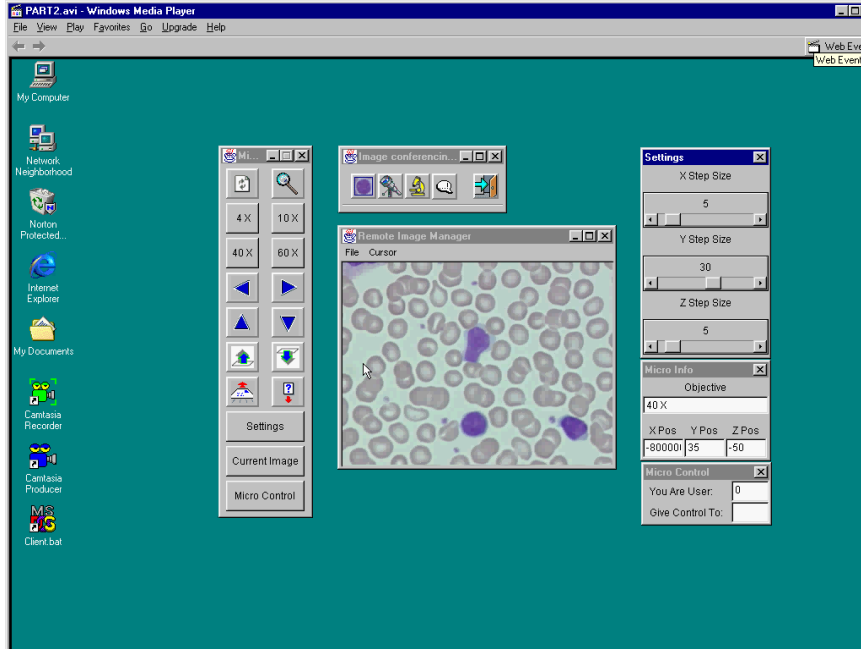 PART2.avi - Windows Media Player
File View Play Favorites Go Upgrade Help
Web Eve
Web Event
My Computer
Network
Neighborhood
Norton
Protected...
Internet
Explorer
My Documents
Camtasia
Recorder
Camtasia
Producer
MS
Client.bat
Mi...
4 X 10 X
40 X 60 X
Settings
Current Image
Micro Control
Image conferencin...
Remote Image Manager
File Cursor
Settings
X Step Size
5
Y Step Size
30
Z Step Size
5
Micro Info
Objective
40 X
X Pos Y Pos Z Pos
-80000 35 -50
Micro Control
You Are User: 0
Give Control To: